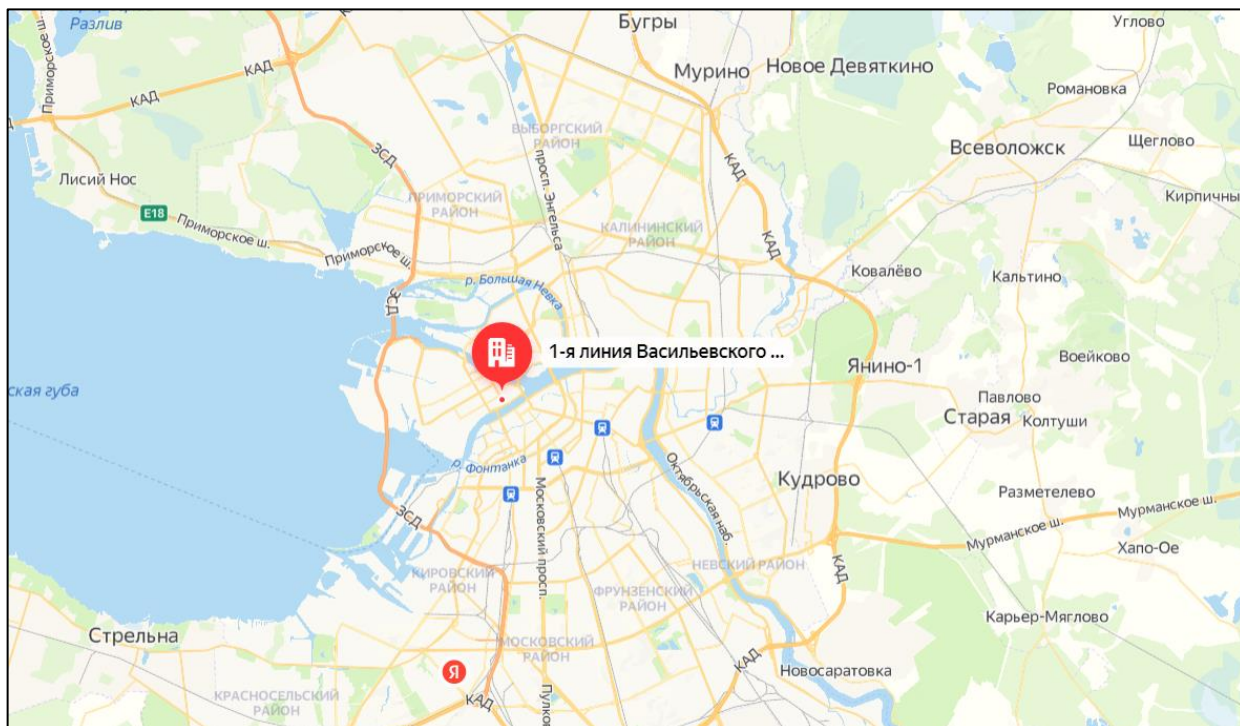 Разлив
Бугры
Углово
Приморское ш.
КАД
КАД
Мурино
Новое Девяткино
Романовка
ВЫБОРГСКИЙ
РАЙОН
ЗСД
просп. Энгельса
КАД
Всеволожск
Щеглово
Лисий Нос
ПРИМОРСКИЙ
РАЙОН
Кирпичны
E18
Приморское ш.
КАЛИНИНСКИЙ
РАЙОН
КАД
Приморское ш.
Ковалёво
Кальтино
р. Большая Невка
ЗСД
1-я линия Васильевского ...
Янино-1
Воейково
ская губа
Павлово
Старая
Колтуши
р. Фонтанка
Октябрьская наб.
Кудрово
Московский просп.
Разметелево
ЗСД
Мурманское ш.
Мурманское ш.
Хапо-Ое
КИРОВСКИЙ
РАЙОН
НЕВСКИЙ РАЙОН
КАД
ФРУНЗЕНСКИЙ
РАЙОН
Карьер-Мяглово
Стрельна
МОСКОВСКИЙ
РАЙОН
КАД
Я
Новосаратовка
КРАСНОСЕЛЬСКИЙ
РАЙОН
КАД
Пулко